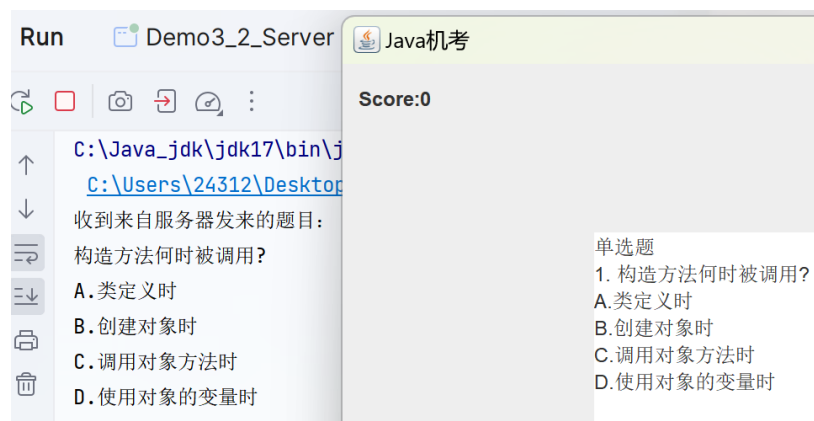 Run
Demo3_2_Server
Java机考
Score:0
C:\Java_jdk\jdk17\bin\j
C:\Users\24312\Desktop
收到来自服务器发来的题目:
构造方法何时被调用?
A.类定义时
B.创建对象时
C.调用对象方法时
D.使用对象的变量时
单选题
1. 构造方法何时被调用?
A.类定义时
B.创建对象时
C.调用对象方法时
D.使用对象的变量时